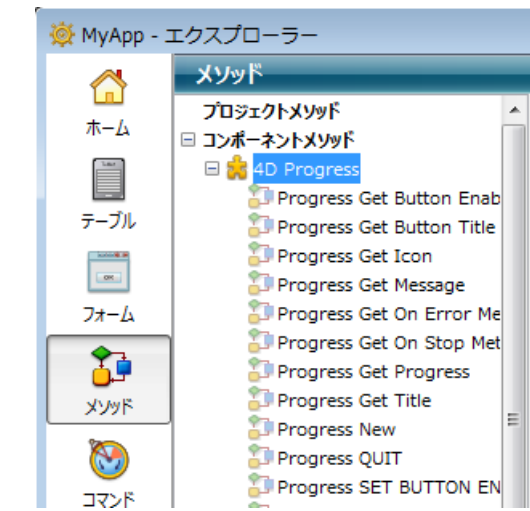 MyApp - エクスプローラー
ホーム
テーブル
フォーム
メソッド
コマンド
メソッド
プロジェクトメソッド
コンポーネントメソッド
4D Progress
Progress Get Button Enab
Progress Get Button Title
Progress Get Icon
Progress Get Message
Progress Get On Error Me
Progress Get On Stop Met
Progress Get Progress
Progress Get Title
Progress New
Progress QUIT
Progress SET BUTTON EN